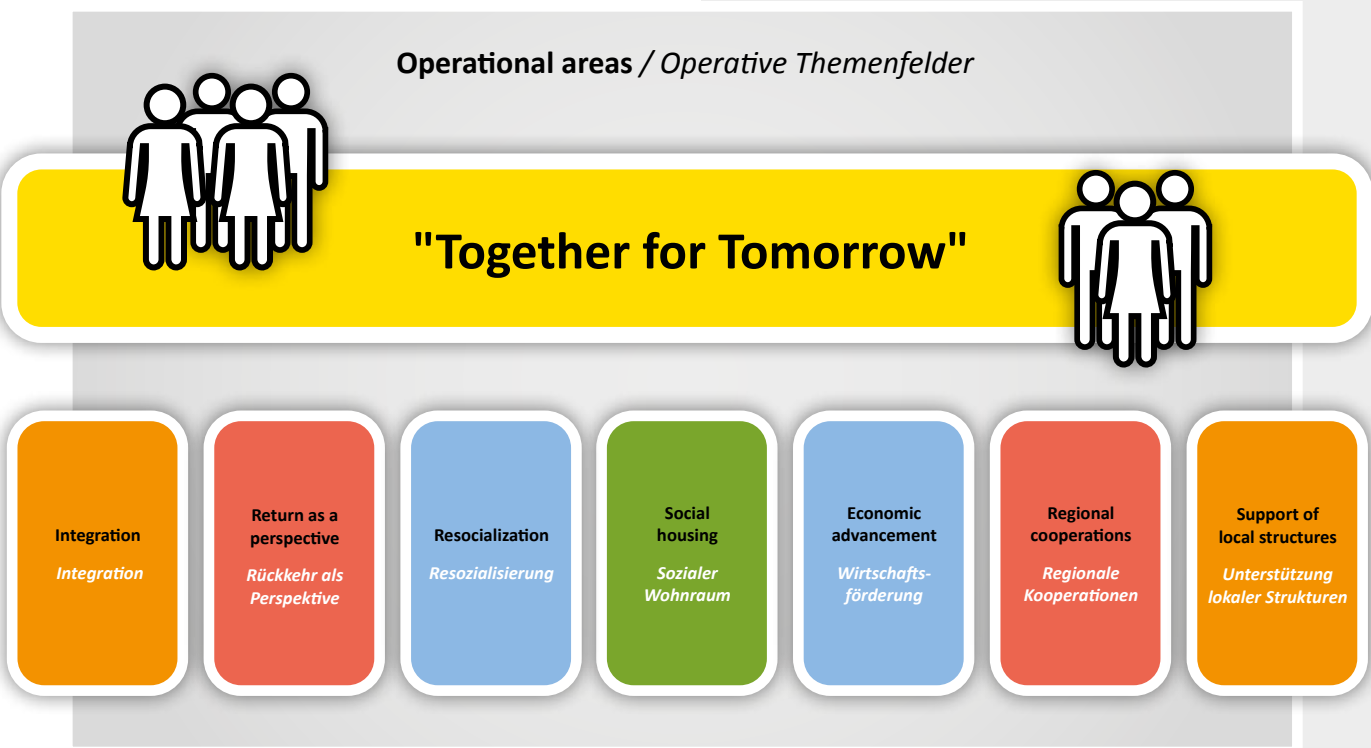 Operational areas / Operative Themenfelder
"Together for Tomorrow"
Integration
Integration
Return as a
perspective
Rückkehr als
Perspektive
Resocialization
Resozialisierung
Social
housing
Sozialer
Wohnraum
Economic
advancement
Wirtschafts-
förderung
Regional
cooperations
Regionale
Kooperationen
Support of
local structures
Unterstützung
lokaler Strukturen